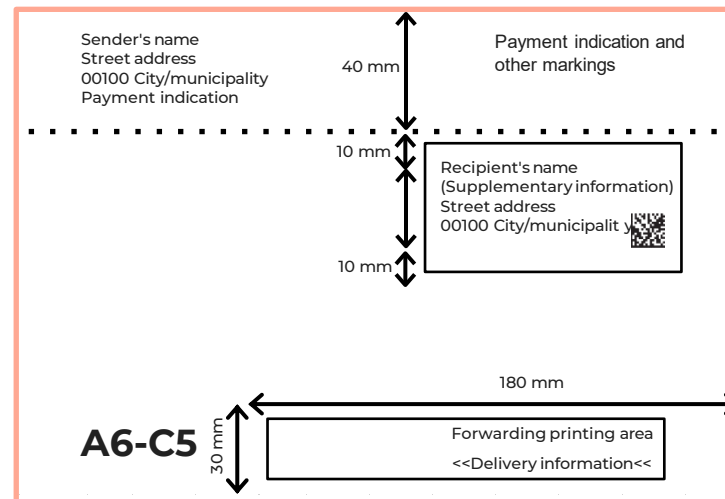 Sender's name
Street address
00100 City/municipality
Payment indication
40 mm
Payment indication and
other markings
10 mm
Recipient's name
(Supplementary information)
Street address
00100 City/municipalit y
10 mm
180 mm
A6-C5
30 mm
Forwarding printing area
<<Delivery information<<